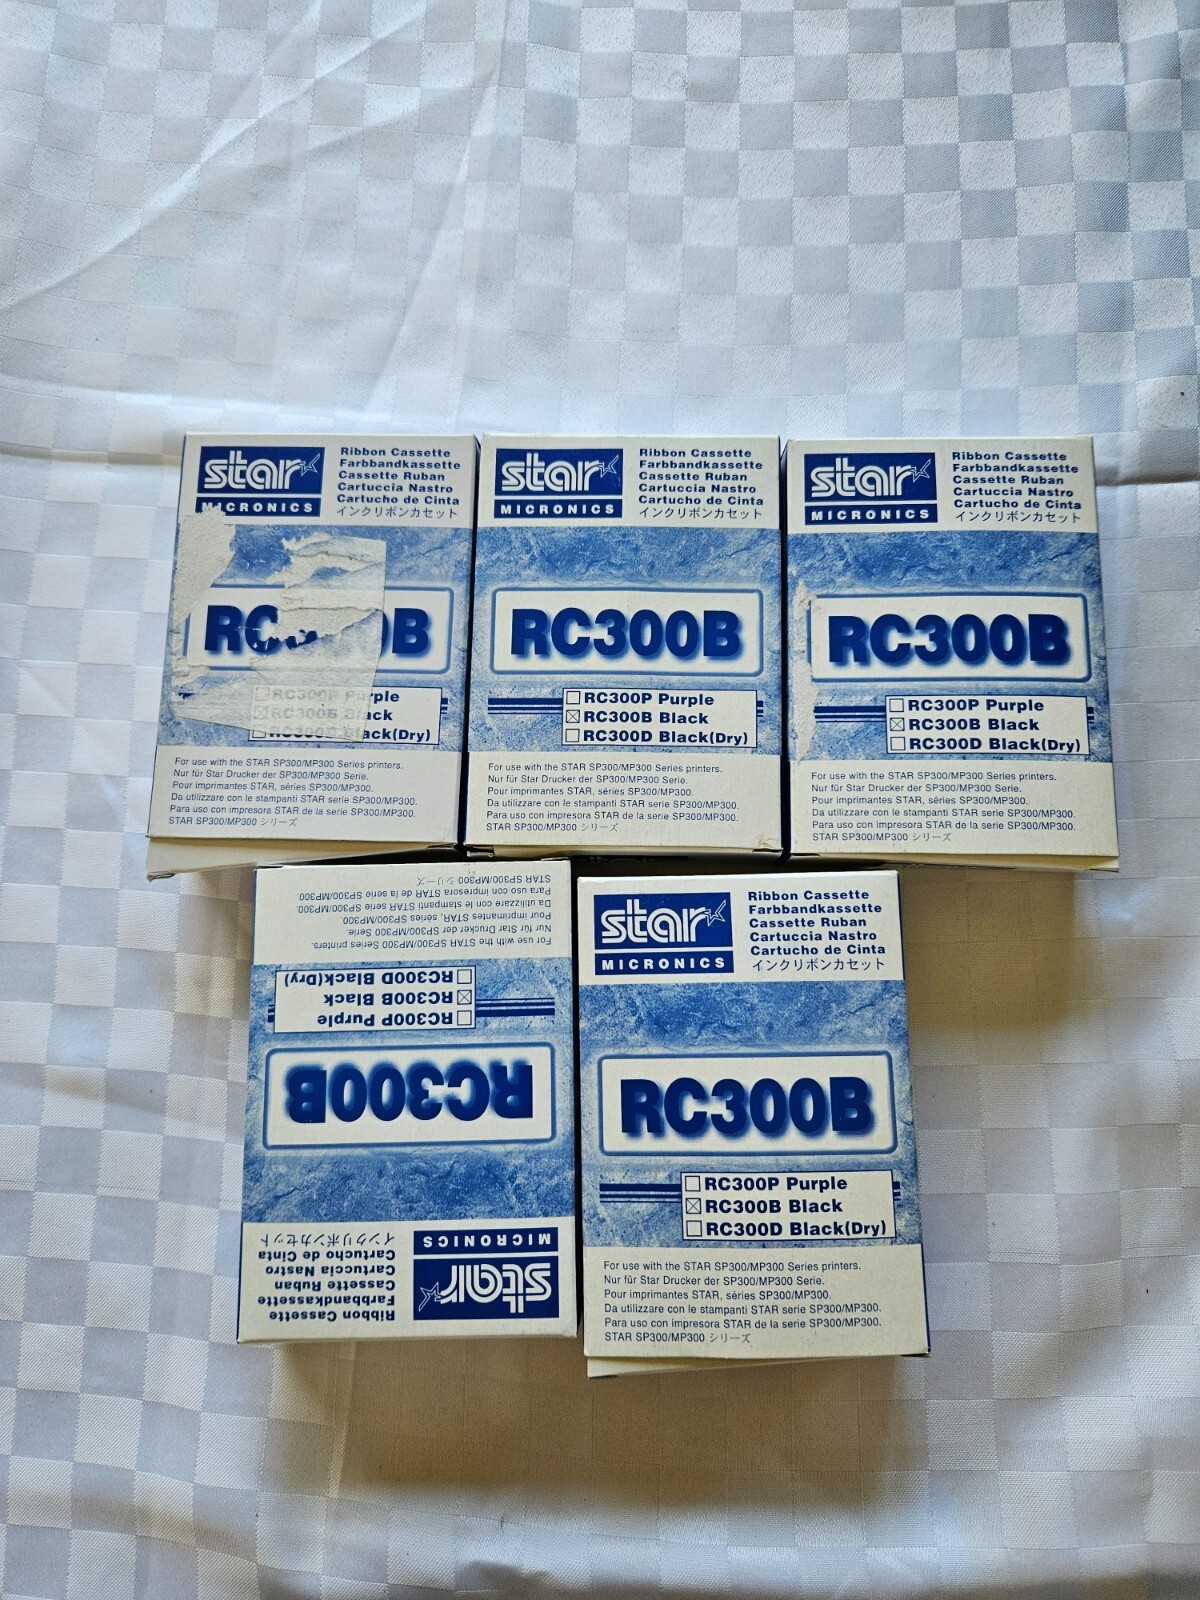 star
MICRONICS
Ribbon Cassette
Farbbandkassette
Cassette Ruban
Cartuccia Nastro
Cartucho de Cinta
インクリボンカセット
RC B
RC300P Purple
RC300B Black
Black(Dry)
For use with the STAR SP300/MP300 Series printers.
Nur für Star Drucker der SP300/MP300 Serie.
Pour imprimantes STAR, séries SP300/MP300.
Da utilizzare con le stampanti STAR serie SP300/MP300.
Para uso con impresora STAR de la serie SP300/MP300.
STAR SP300/MP300 シリーズ
star
MICRONICS
Ribbon Cassette
Farbbandkassette
Cassette Ruban
Cartuccia Nastro
Cartucho de Cinta
インクリボンカセット
RC300B
RC300P Purple
RC300B Black
RC300D Black(Dry)
For use with the STAR SP300/MP300 Series printers.
Nur für Star Drucker der SP300/MP300 Serie.
Pour imprimantes STAR, séries SP300/MP300.
Da utilizzare con le stampanti STAR serie SP300/MP300.
Para uso con impresora STAR de la serie SP300/MP300.
STAR SP300/MP300 シリーズ
star
MICRONICS
Ribbon Cassette
Farbbandkassette
Cassette Ruban
Cartuccia Nastro
Cartucho de Cinta
インクリボンカセット
RC300B
RC300P Purple
RC300B Black
RC300D Black(Dry)
For use with the STAR SP300/MP300 Series printers.
Nur für Star Drucker der SP300/MP300 Serie.
Pour imprimantes STAR, séries SP300/MP300.
Da utilizzare con le stampanti STAR serie SP300/MP300.
Para uso con impresora STAR de la serie SP300/MP300.
STAR SP300/MP300 シリーズ
star
MICRONICS
Ribbon Cassette
Farbbandkassette
Cassette Ruban
Cartuccia Nastro
Cartucho de Cinta
インクリボンカセット
RC300B
RC300P Purple
RC300B Black
RC300D Black(Dry)
For use with the STAR SP300/MP300 Series printers.
Nur für Star Drucker der SP300/MP300 Serie.
Pour imprimantes STAR, séries SP300/MP300.
Da utilizzare con le stampanti STAR serie SP300/MP300.
Para uso con impresora STAR de la serie SP300/MP300.
STAR SP300/MP300 シリーズ
star
MICRONICS
Ribbon Cassette
Farbbandkassette
Cassette Ruban
Cartuccia Nastro
Cartucho de Cinta
インクリボンカセット
RC300B
RC300P Purple
RC300B Black
RC300D Black(Dry)
For use with the STAR SP300/MP300 Series printers.
Nur für Star Drucker der SP300/MP300 Serie.
Pour imprimantes STAR, séries SP300/MP300.
Da utilizzare con le stampanti STAR serie SP300/MP300.
Para uso con impresora STAR de la serie SP300/MP300.
STAR SP300/MP300 シリーズ